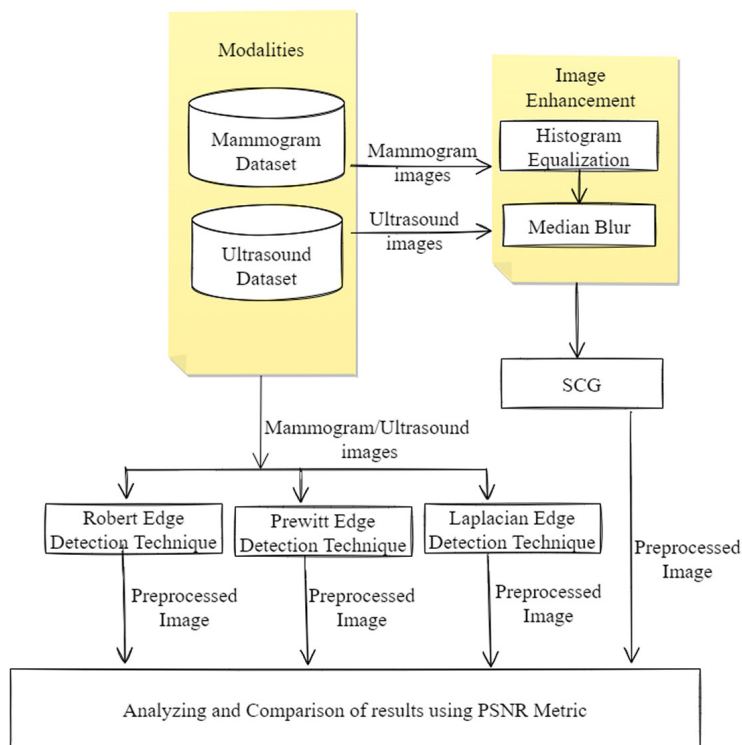 Modalities
Mammogram
Dataset
Ultrasound
Dataset
Mammogram
images
Ultrasound
images
Image
Enhancement
Histogram
Equalization
Median Blur
SCG
Mammogram/Ultrasound
images
Robert Edge
Detection Technique
Prewitt Edge
Detection Technique
Laplacian Edge
Detection Technique
Preprocessed
Image
Preprocessed
Image
Preprocessed
Image
Preprocessed
Image
Analyzing and Comparison of results using PSNR Metric